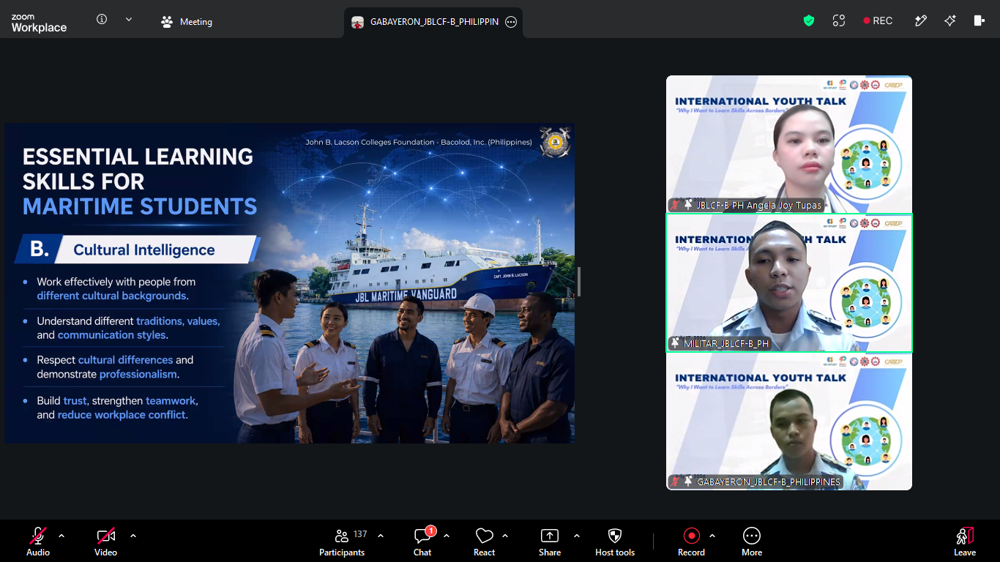 zoom
Workplace
Meeting
GABAYERON_JBLCF-B_PHILIPPIN
REC
John B. Lacson Colleges Foundation - Bacolod, Inc. (Philippines)
ESSENTIAL LEARNING
SKILLS FOR
MARITIME STUDENTS
B.
Cultural Intelligence
• Work effectively with people from
different cultural backgrounds.
• Understand different traditions, values,
and communication styles.
• Respect cultural differences and
demonstrate professionalism.
• Build trust, strengthen teamwork,
and reduce workplace conflict.
CAPT. JOHN B. LACSON
JBL MARITIME VANGUARD
INTERNATIONAL YOUTH TALK
"Why I Want to Learn Skills Across Borders"
JBLCF-B PH Angela Joy Tupas
INTERNATIONAL YOUTH TALK
"Why I Want to Learn Skills A
MILITAR_JBLCF-B_PH
INTERNATIONAL YOUTH TALK
"Why I Want to Learn Skills Across Borders"
GABAYERON_JBLCF-B_PHILIPPINES
Audio
Video
Participants
137
Chat
1
React
Share
Host tools
Record
More
Leave